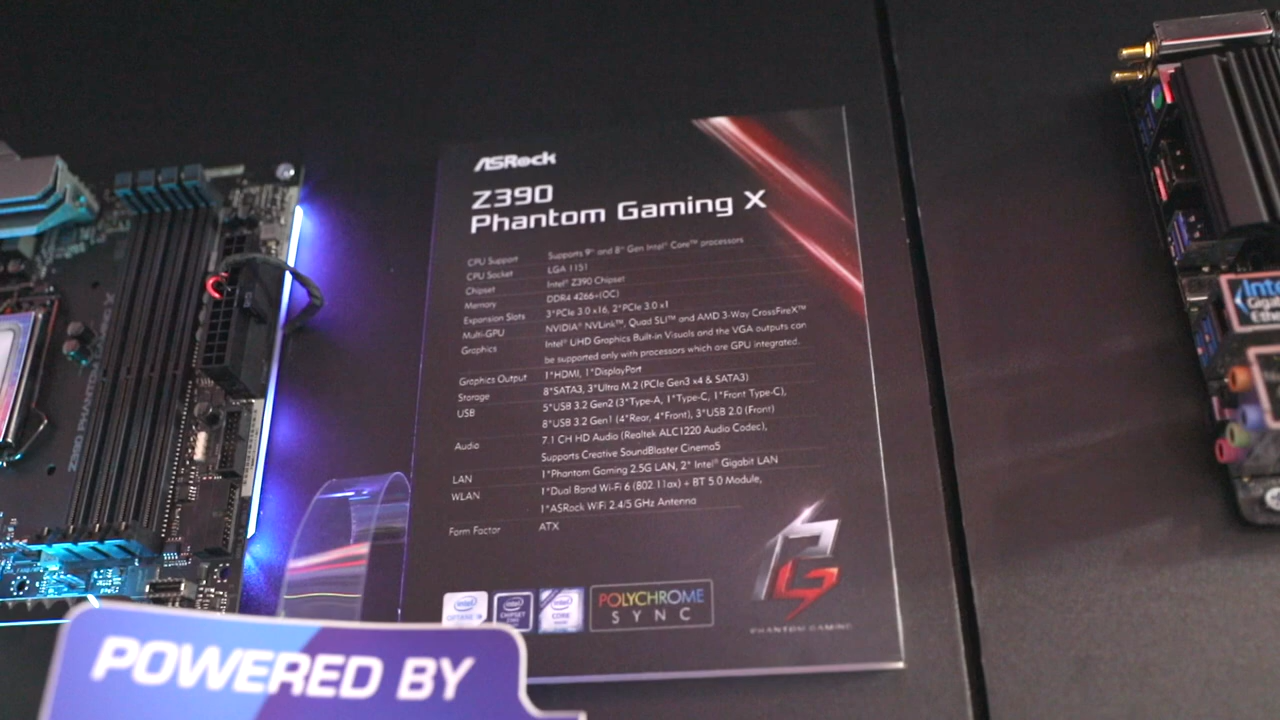 ASRock
Z390
Phantom Gaming X
CPU Support Supports 9th and 8th Gen Intel® Core™ processors
CPU Socket LGA 1151
Chipset Intel® Z390 Chipset
Memory DDR4 4266+(OC)
Expansion Slots 3*PCIe 3.0 x16, 2*PCIe 3.0 x1
Multi-GPU NVIDIA® NVLink™, Quad SLI™ and AMD 3-Way CrossFireX™
Graphics Intel® UHD Graphics Built-in Visuals and the VGA outputs can
be supported only with processors which are GPU integrated.
Graphics Output 1*HDMI, 1*DisplayPort
Storage 8*SATA3, 3*Ultra M.2 (PCIe Gen3 x4 & SATA3)
USB 5*USB 3.2 Gen2 (3*Type-A, 1*Type-C, 1*Front Type-C),
8*USB 3.2 Gen1 (4*Rear, 4*Front), 3*USB 2.0 (Front)
Audio 7.1 CH HD Audio (Realtek ALC1220 Audio Codec),
Supports Creative SoundBlaster Cinema5
LAN 1*Phantom Gaming 2.5G LAN, 2* Intel® Gigabit LAN
WLAN 1*Dual Band Wi-Fi 6 (802.11ax) + BT 5.0 Module,
1*ASRock WiFi 2.4/5 GHz Antenna
Form Factor ATX
POLYCHROME
SYNC
PHANTOM GAMING
POWERED BY